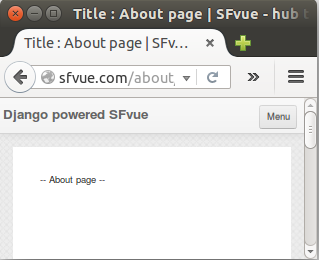 Title : About page | SFvue - hub t
Title : About page | SFv...
sfvue.com/about
Django powered SFvue
Menu
-- About page --